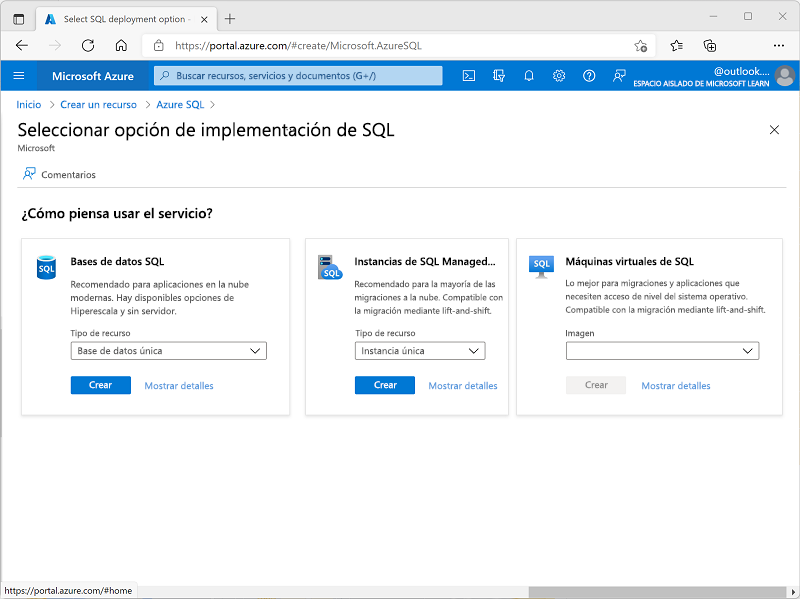 Select SQL deployment option -
https://portal.azure.com/#create/Microsoft.AzureSQL
Microsoft Azure
Buscar recursos, servicios y documentos (G+/)
@outlook....
ESPACIO AISLADO DE MICROSOFT LEARN
Inicio > Crear un recurso > Azure SQL >
Seleccionar opción de implementación de SQL
Microsoft
Comentarios
¿Cómo piensa usar el servicio?
SQL
Bases de datos SQL
Recomendado para aplicaciones en la nube
modernas. Hay disponibles opciones de
Hiperescala y sin servidor.
Tipo de recurso
Base de datos única
Crear
Mostrar detalles
SQL
Instancias de SQL Managed...
Recomendado para la mayoría de las
migraciones a la nube. Compatible con
la migración mediante lift-and-shift.
Tipo de recurso
Instancia única
Crear
Mostrar detalles
SQL
Máquinas virtuales de SQL
Lo mejor para migraciones y aplicaciones que
necesiten acceso de nivel del sistema operativo.
Compatible con la migración mediante lift-and-shift.
Imagen
Crear
Mostrar detalles
https://portal.azure.com/#home